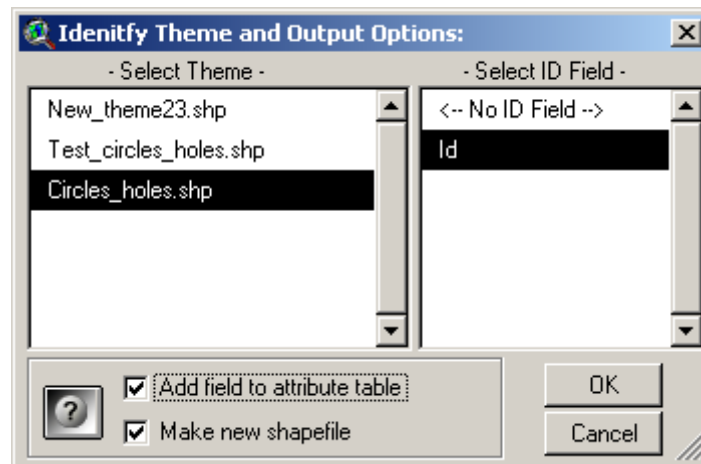 Idenitfy Theme and Output Options:
- Select Theme -
- Select ID Field -
New_theme23.shp
Test_circles_holes.shp
Circles_holes.shp
<-- No ID Field -->
Id
?
Add field to attribute table
Make new shapefile
OK
Cancel